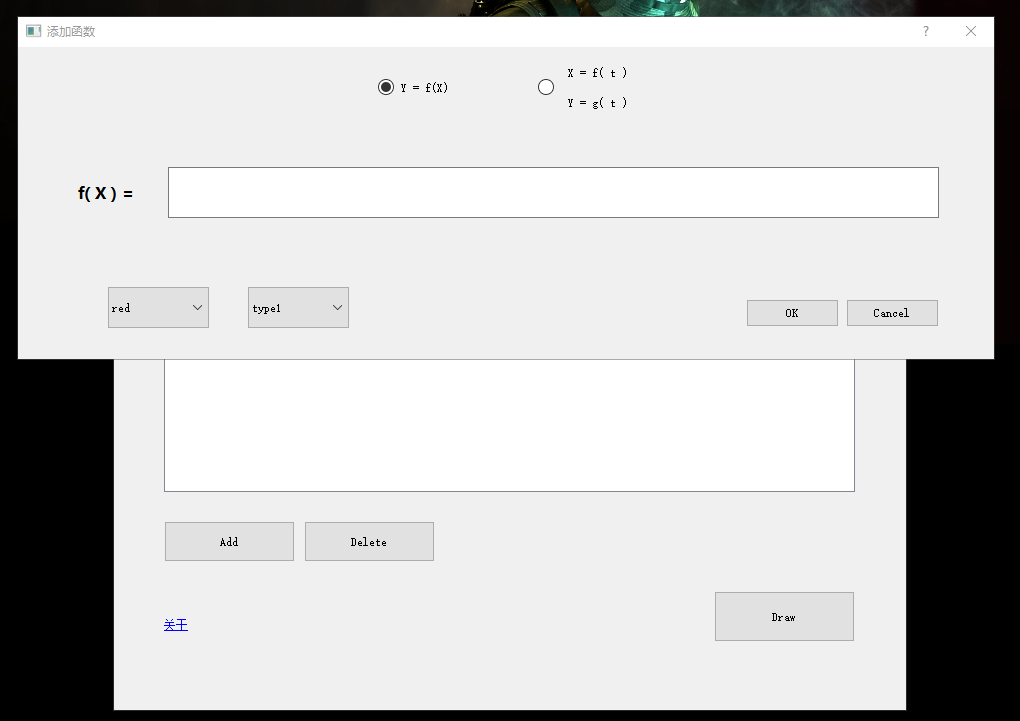 添加函数
Y = f(X)
X = f( t )
Y = g( t )
f( X ) =
red
type1
OK
Cancel
Add
Delete
关于
Draw